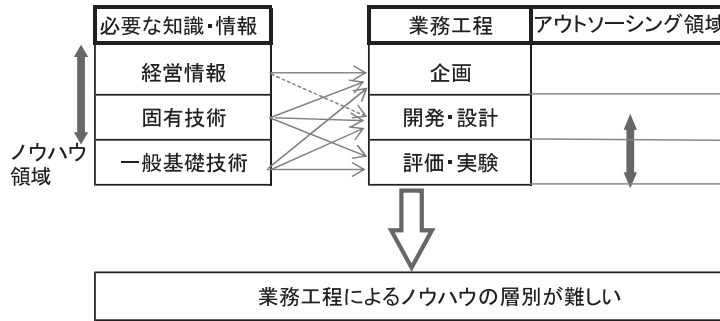 必要な知識・情報
業務工程
アウトソーシング領域
経営情報
企画
固有技術
開発・設計
ノウハウ
領域
一般基礎技術
評価・実験
業務工程によるノウハウの層別が難しい